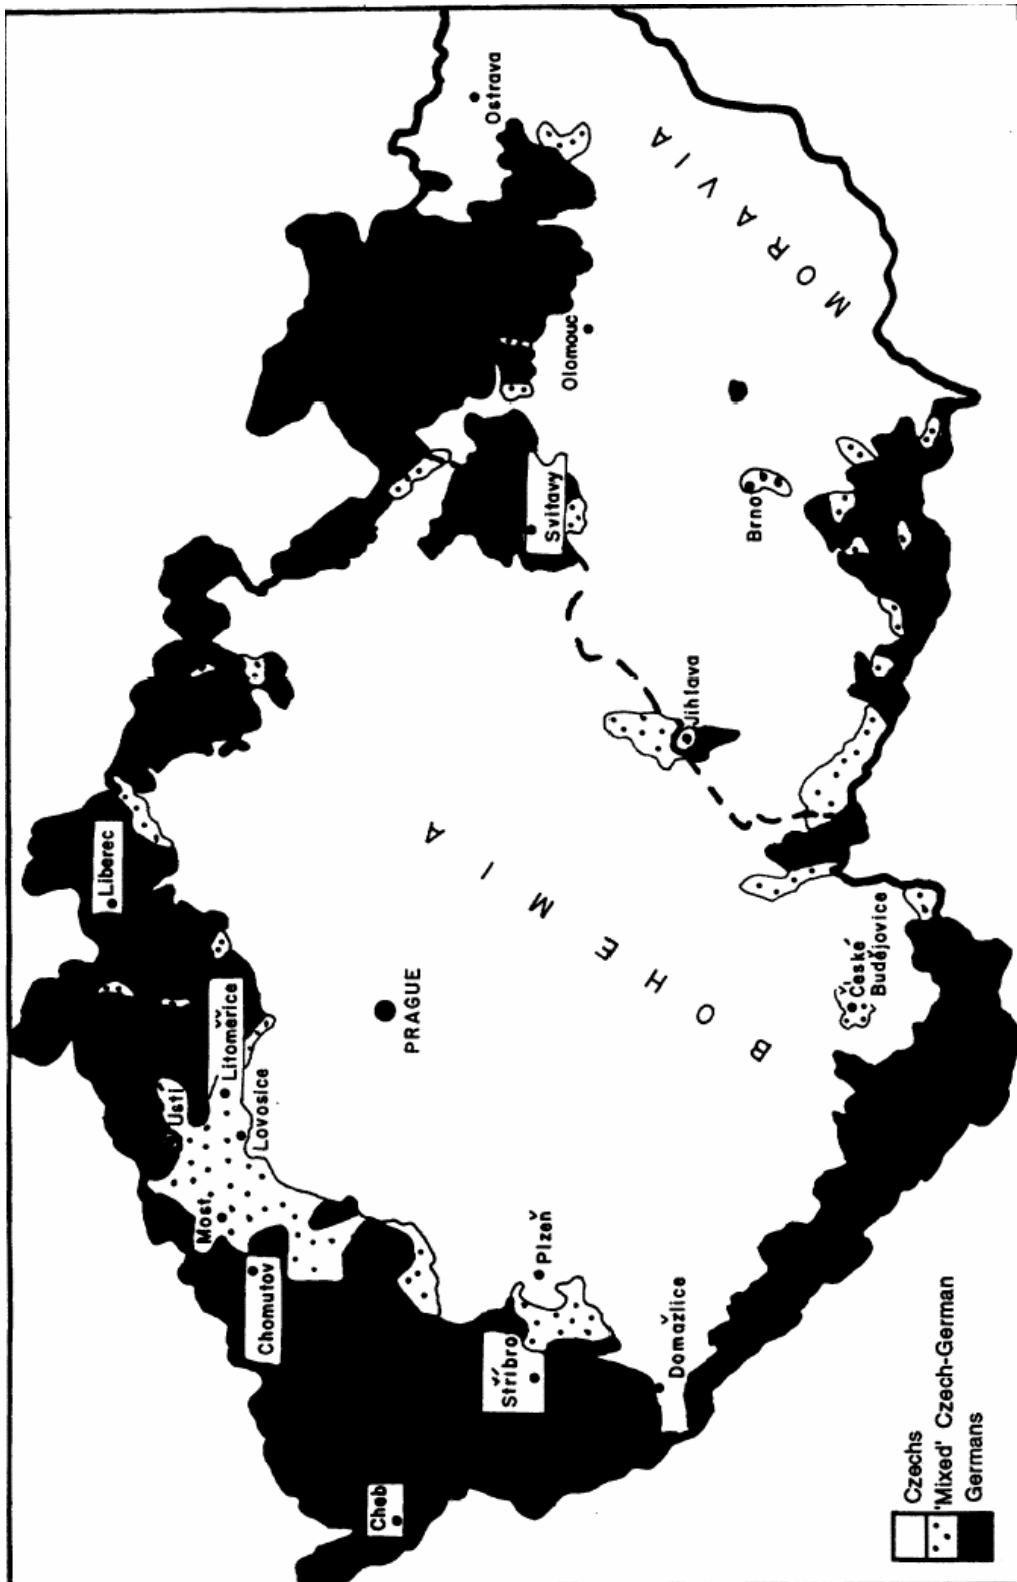 Liberec
Ústí
Most
Litoměřice
Lovosice
Chomutov
Cheb
PRAGUE
Ostrava
Stříbro
Plzeň
Svitavy
Olomouc
BOHEMIA
MORAVIA
Domažlice
Jihlava
Brno
České
Budějovice
Czechs
'Mixed' Czech-German
Germans